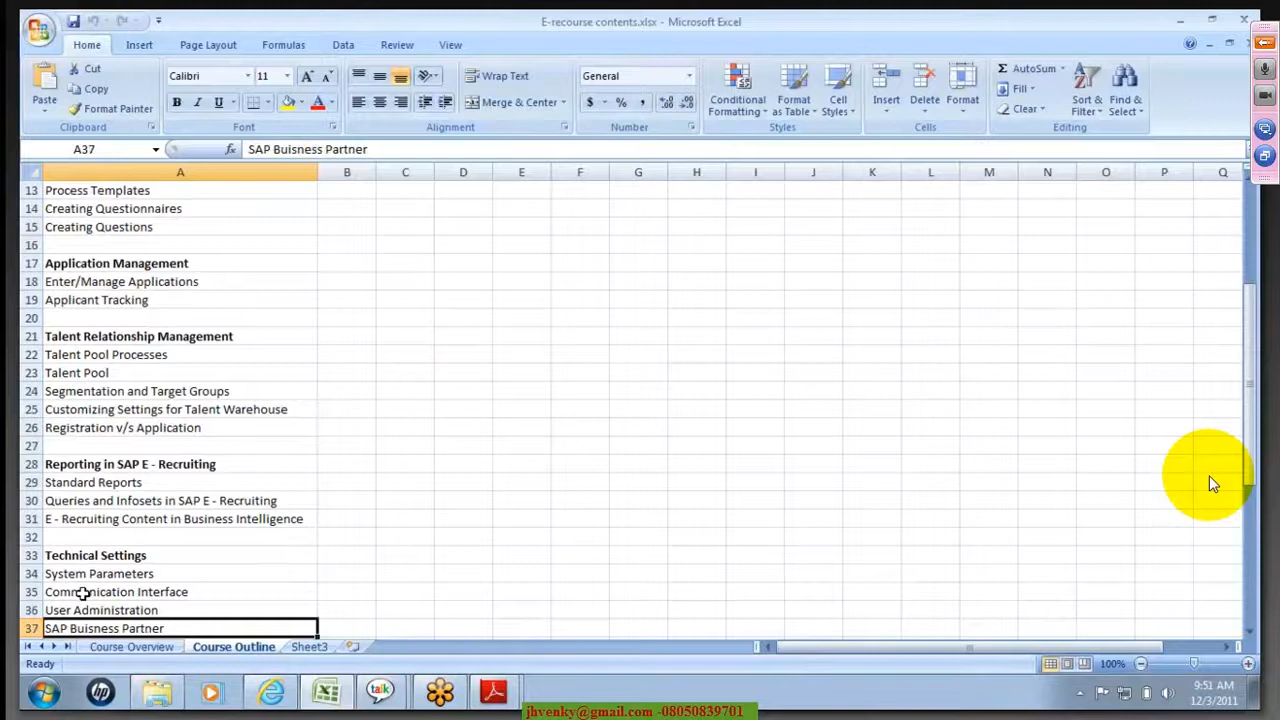 E-recourse contents.xlsx - Microsoft Excel
Home Insert Page Layout Formulas Data Review View
Paste Cut Copy Format Painter
Calibri 11
B I U A
Wrap Text
Merge & Center
General
$ % ,
Conditional Formatting Format as Table Cell Styles
Insert Delete Format
Σ AutoSum
Fill
Clear
Sort & Filter Find & Select
Clipboard Font Alignment Number Styles Cells Editing
A37 fx SAP Buisness Partner
A B C D E F G H I J K L M N O P Q
13 Process Templates
14 Creating Questionnaires
15 Creating Questions
16
17 Application Management
18 Enter/Manage Applications
19 Applicant Tracking
20
21 Talent Relationship Management
22 Talent Pool Processes
23 Talent Pool
24 Segmentation and Target Groups
25 Customizing Settings for Talent Warehouse
26 Registration v/s Application
27
28 Reporting in SAP E - Recruiting
29 Standard Reports
30 Queries and Infosets in SAP E - Recruiting
31 E - Recruiting Content in Business Intelligence
32
33 Technical Settings
34 System Parameters
35 Communication Interface
36 User Administration
37 SAP Buisness Partner
Course Overview Course Outline Sheet3
Ready 100%
hp talk
9:51 AM
12/3/2011
jhvenky@gmail.com -08050839701